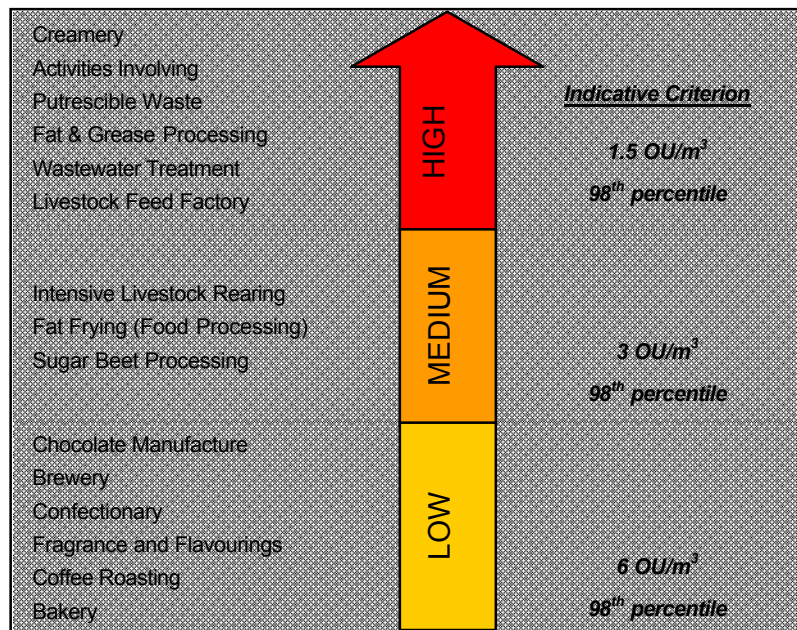 Creamery
Activities Involving
Putrescible Waste
Fat & Grease Processing
Wastewater Treatment
Livestock Feed Factory
HIGH
Indicative Criterion
1.5 OU/m³
98th percentile
Intensive Livestock Rearing
Fat Frying (Food Processing)
Sugar Beet Processing
MEDIUM
3 OU/m³
98th percentile
Chocolate Manufacture
Brewery
Confectionary
Fragrance and Flavourings
Coffee Roasting
Bakery
LOW
6 OU/m³
98th percentile